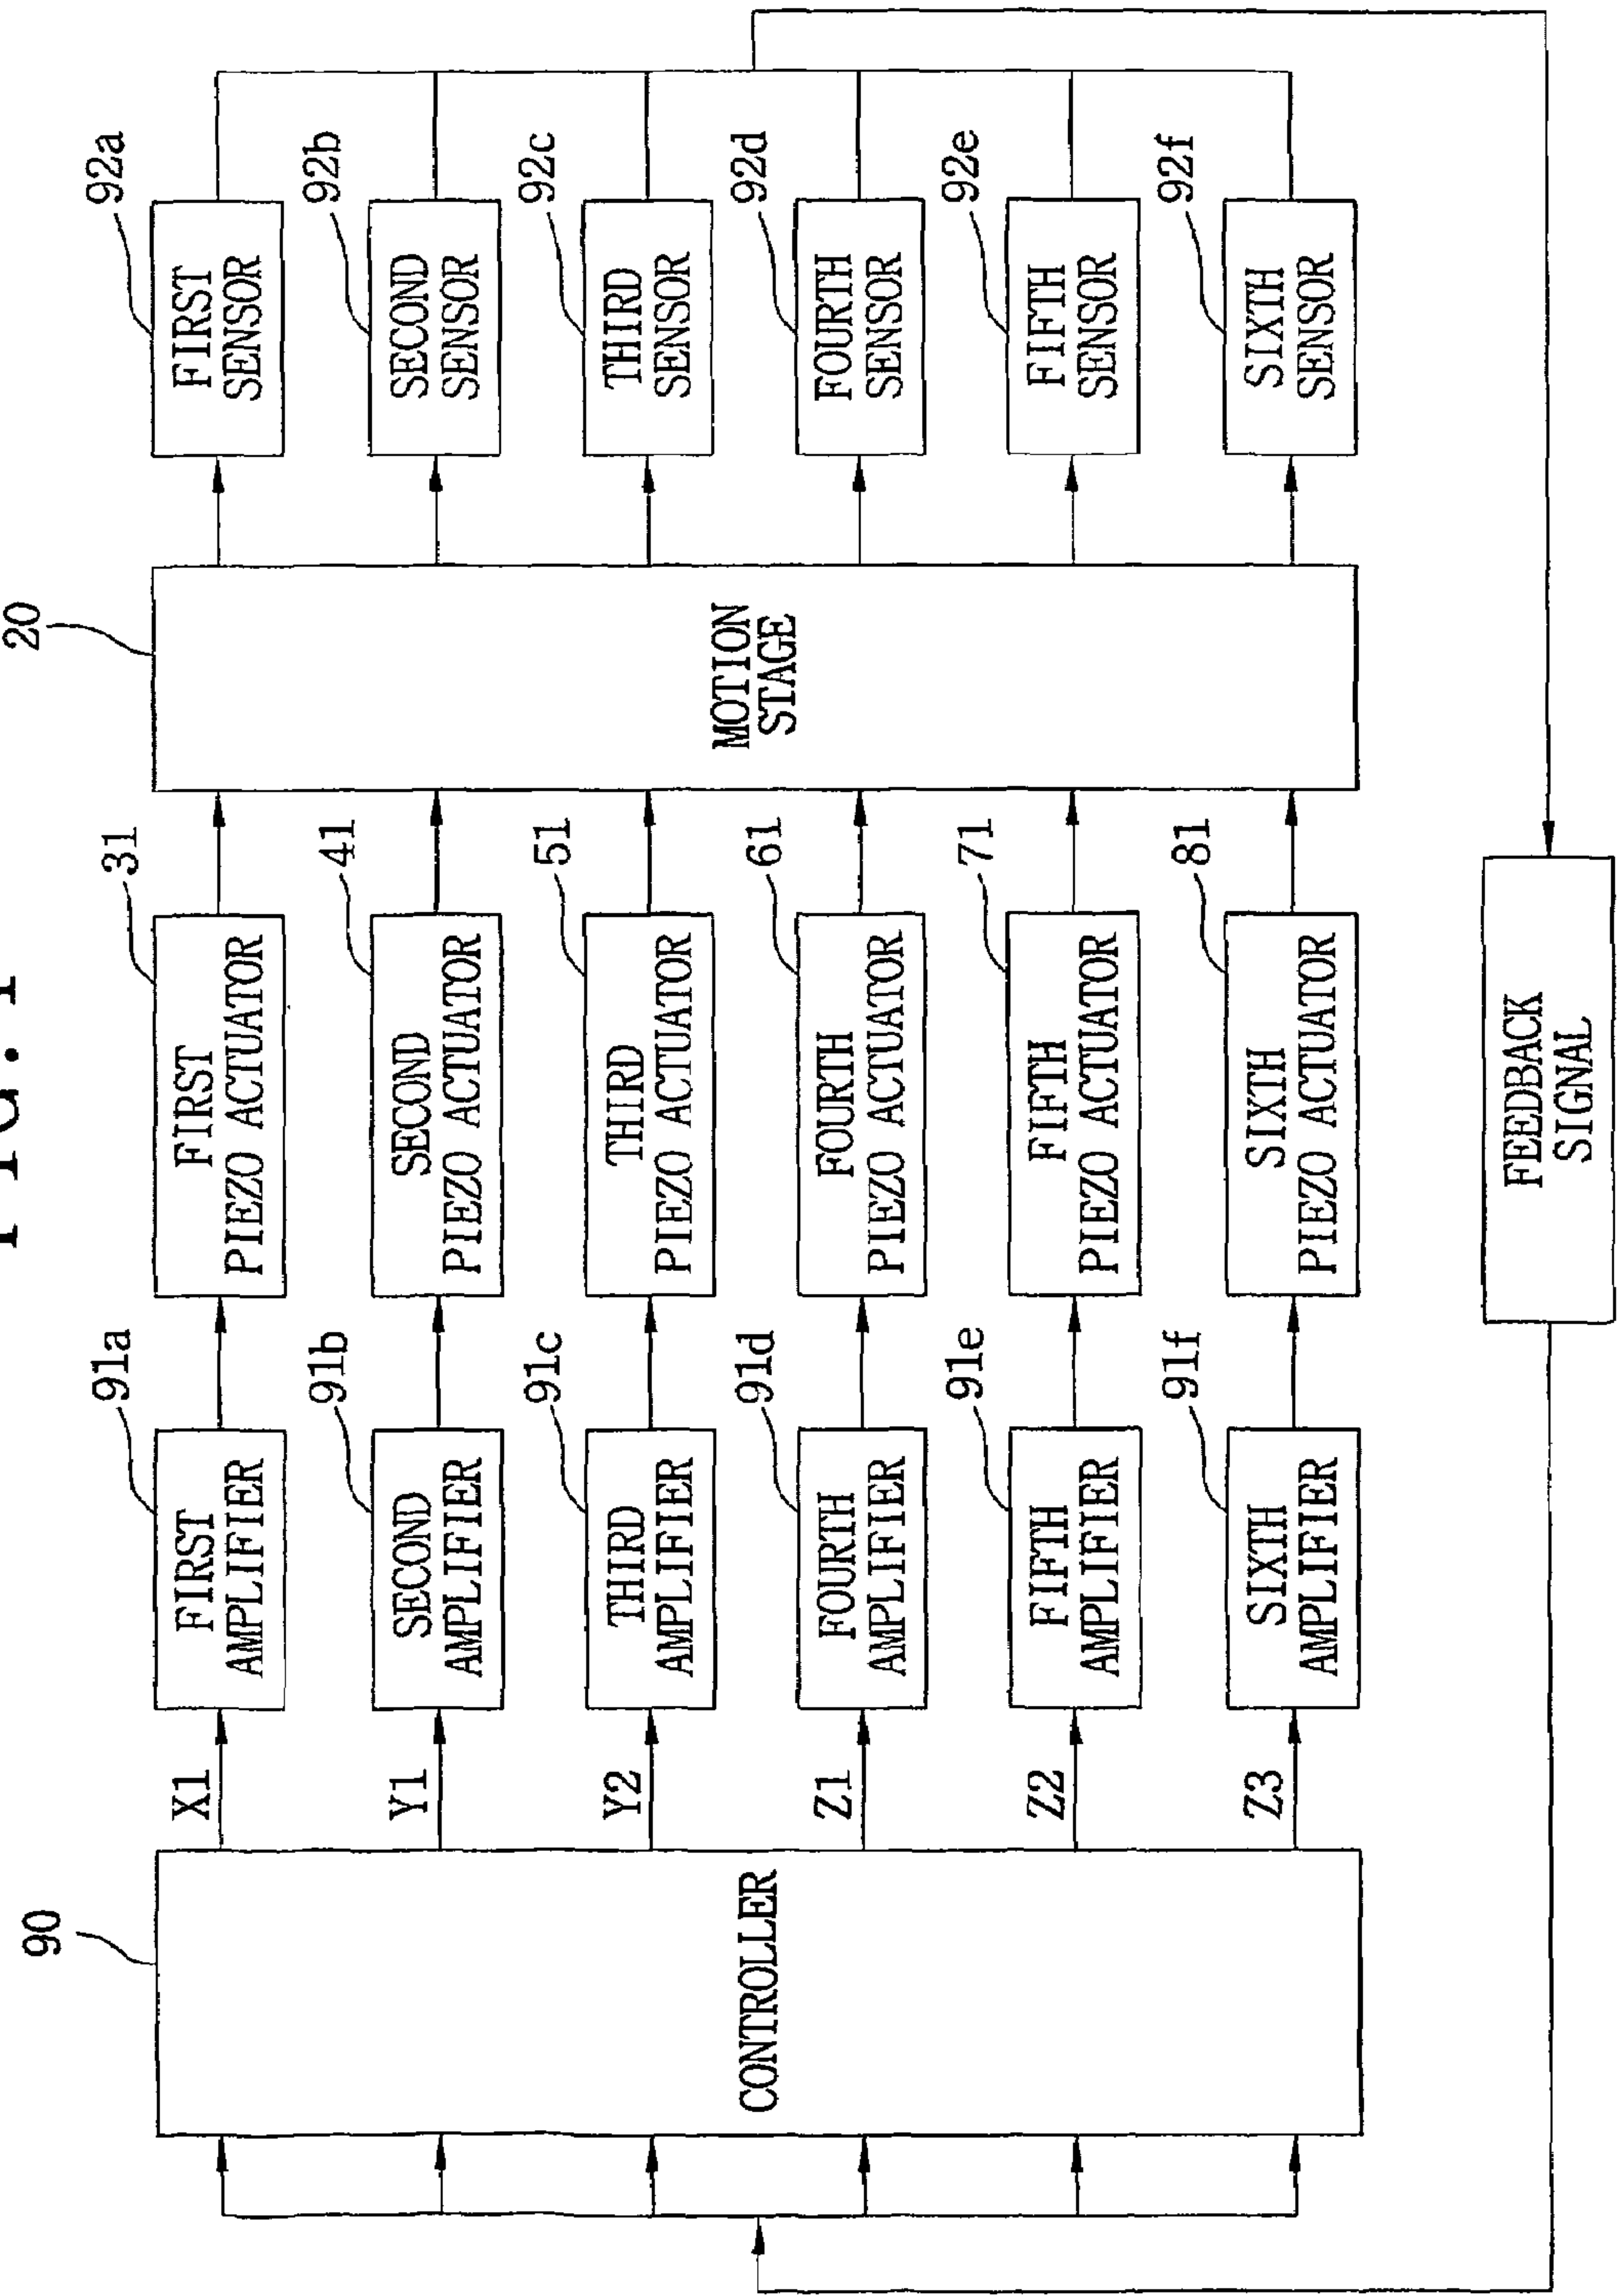 FIG.
90
20
91a
31
92a
X1
FIRST
AMPLIFIER
FIRST
PIEZO ACTUATOR
FIRST
SENSOR
91b
41
92b
Y1
SECOND
AMPLIFIER
SECOND
PIEZO ACTUATOR
SECOND
SENSOR
91c
51
92c
Y2
THIRD
AMPLIFIER
THIRD
PIEZO ACTUATOR
THIRD
SENSOR
CONTROLLER
MOTION
STAGE
91d
61
92d
Z1
FOURTH
AMPLIFIER
FOURTH
PIEZO ACTUATOR
FOURTH
SENSOR
91e
71
92e
Z2
FIFTH
AMPLIFIER
FIFTH
PIEZO ACTUATOR
FIFTH
SENSOR
91f
81
92f
Z3
SIXTH
AMPLIFIER
SIXTH
PIEZO ACTUATOR
SIXTH
SENSOR
FEEDBACK
SIGNAL